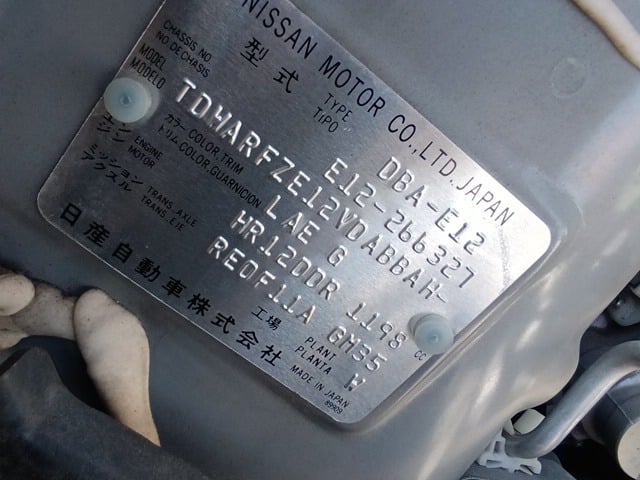 NISSAN MOTOR CO., LTD. JAPAN
型式 TYPE TIPO DBA-E12
CHASSIS NO NO DE CHASIS E12-266327
MODEL MODELO TDWARFZE12VDABBAH-
カラー トリム COLOR, TRIM COLOR, GUARNICION LAE G
エンジン ENGINE MOTOR HR12DDR 1198 cc
ミッション アクスル TRANS. AXLE TRANS. EJE RE0F11A GM35
工場 PLANT PLANTA W
日産自動車株式会社 MADE IN JAPAN
89909